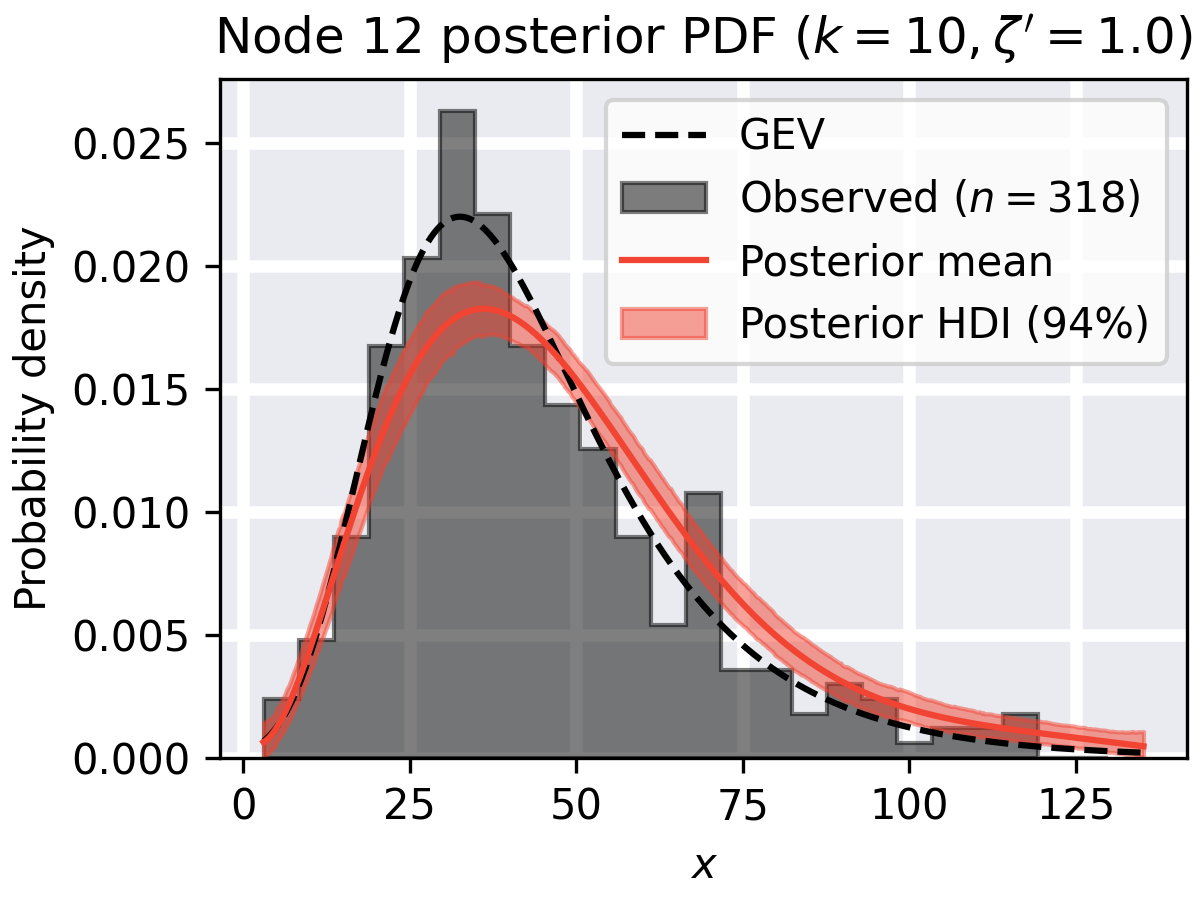 Node 12 posterior PDF (k = 10, ζ′ = 1.0)
GEV
Observed (n = 318)
Posterior mean
Posterior HDI (94%)
Probability density
0.025
0.020
0.015
0.010
0.005
0.000
0 25 50 75 100 125
x